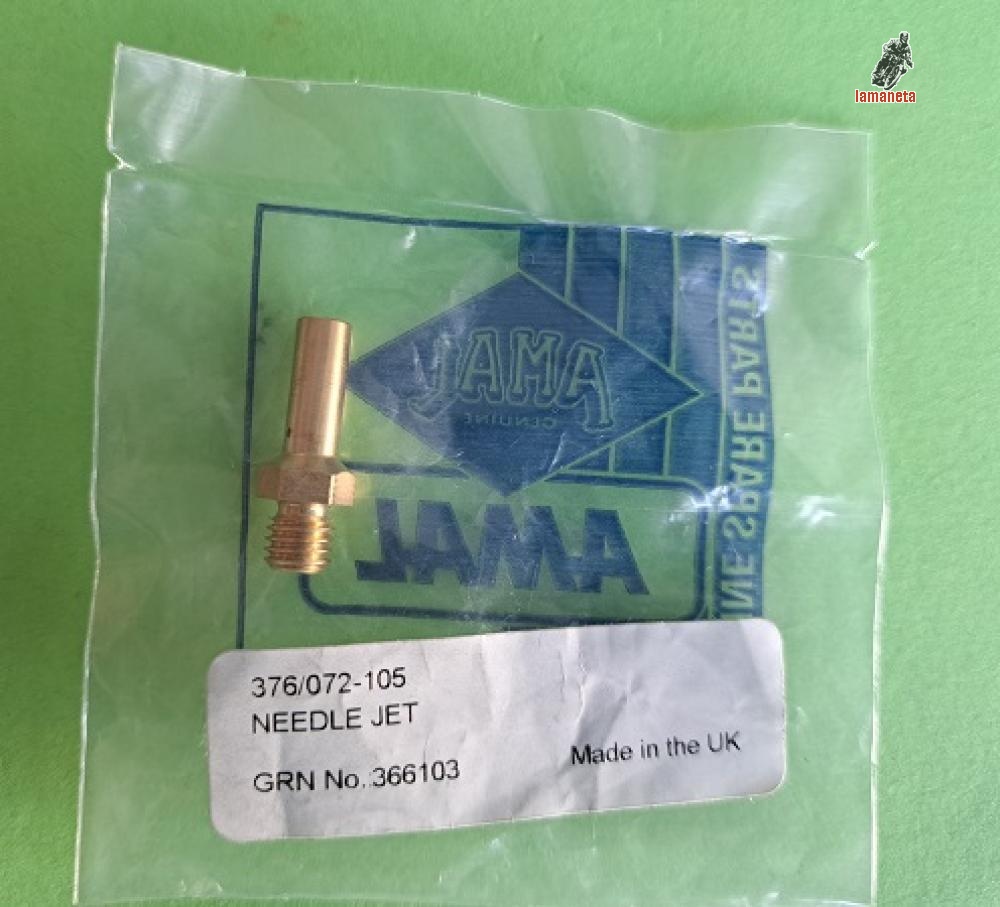 lamaneta
AMAL
GENUINE
AMAL
INE SPARE PARTS
376/072-105
NEEDLE JET
GRN No. 366103
Made in the UK